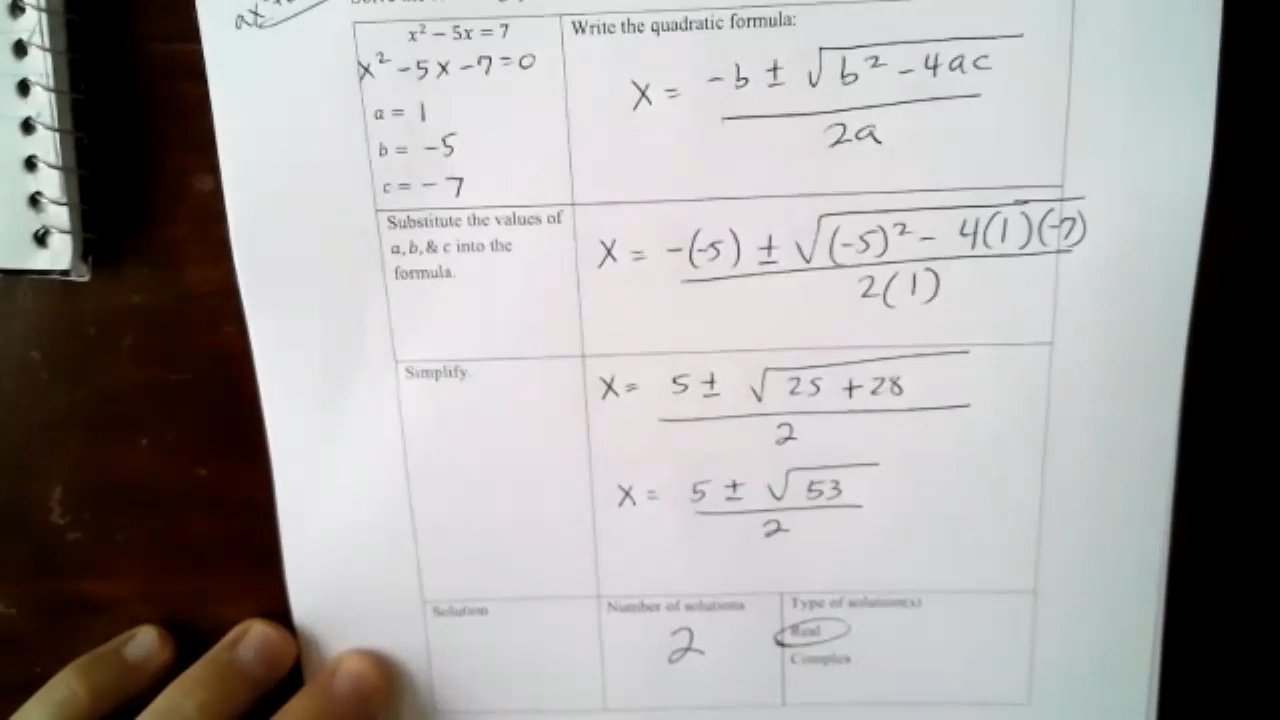 at
x² − 5x = 7
x² - 5x - 7 = 0
a = 1
b = -5
c = -7
Write the quadratic formula:
x = -b ± √b² - 4ac
2a
Substitute the values of
a, b, & c into the
formula.
x = -(-5) ± √(-5)² - 4(1)(-7)
2(1)
Simplify.
x = 5 ± √25 + 28
2
x = 5 ± √53
2
Solution
Number of solutions
2
Type of solution(s)
Real
Complex